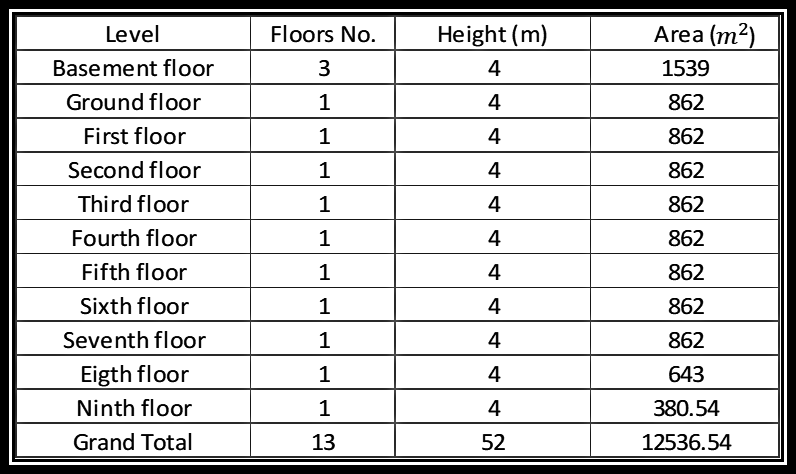 Level Floors No. Height (m) Area (m²)
Basement floor 3 4 1539
Ground floor 1 4 862
First floor 1 4 862
Second floor 1 4 862
Third floor 1 4 862
Fourth floor 1 4 862
Fifth floor 1 4 862
Sixth floor 1 4 862
Seventh floor 1 4 862
Eigth floor 1 4 643
Ninth floor 1 4 380.54
Grand Total 13 52 12536.54